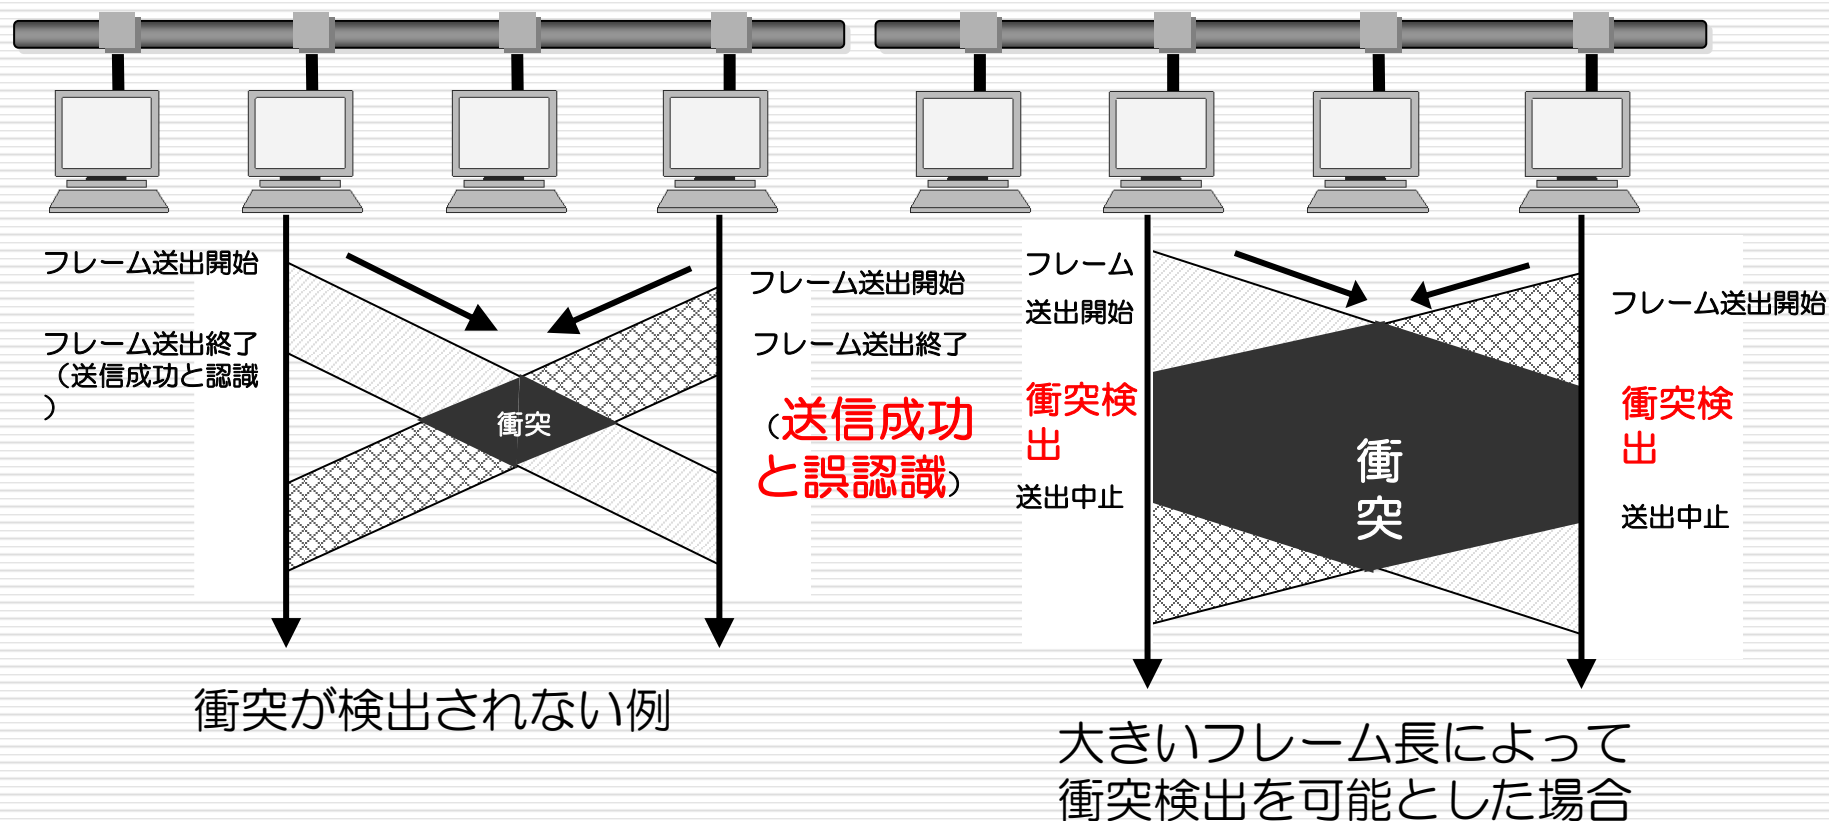 フレーム送出開始
フレーム送出終了
（送信成功と認識
）
衝突
フレーム送出開始
フレーム送出終了
（送信成功
と誤認識）
衝突が検出されない例
フレーム
送出開始
衝突検
出
送出中止
衝
突
フレーム送出開始
衝突検
出
送出中止
大きいフレーム長によって
衝突検出を可能とした場合